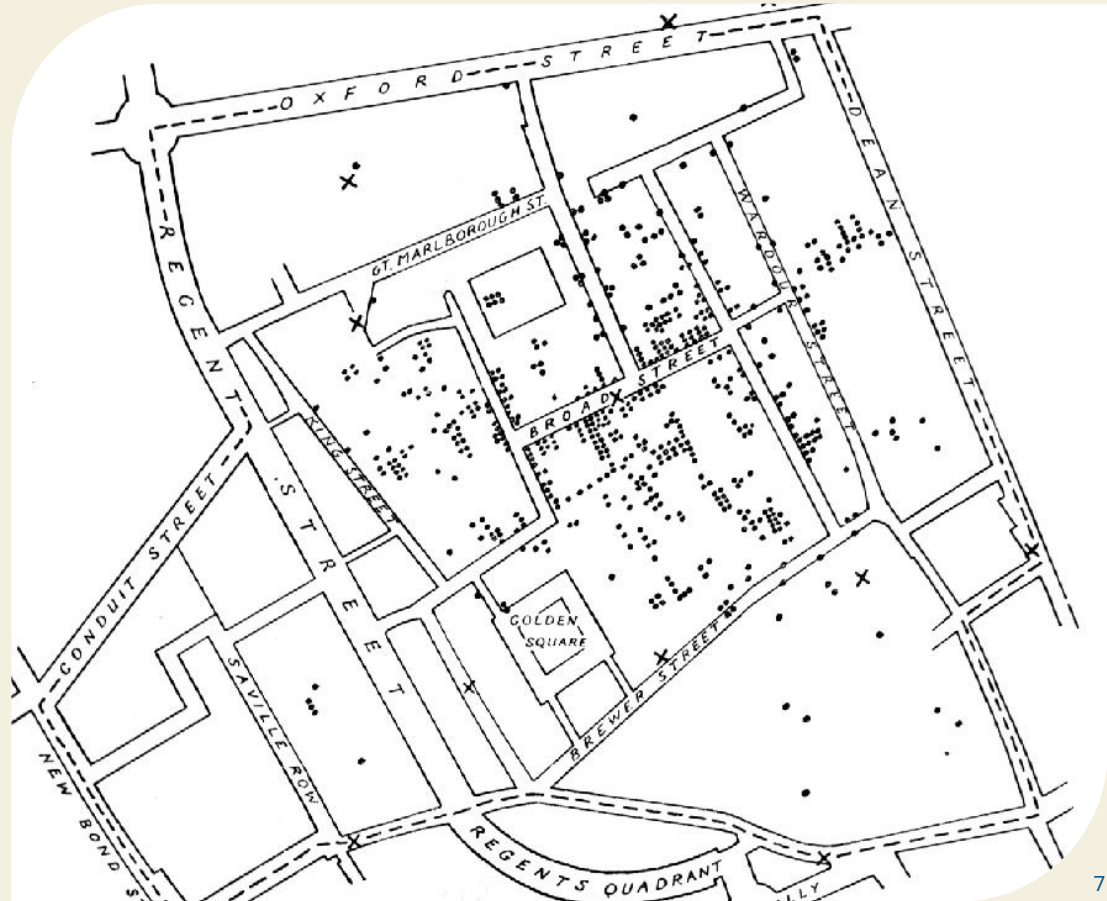 OXFORD STREET
DEAN STREET
REGENT STREET
GT. MARLBOROUGH ST.
WARDOUR STREET
BROAD STREET
KING STREET
CONDUIT STREET
GOLDEN
SQUARE
BREWER STREET
SAVILLE ROW
NEW BOND S
REGENTS QUADRANT
LLY
7